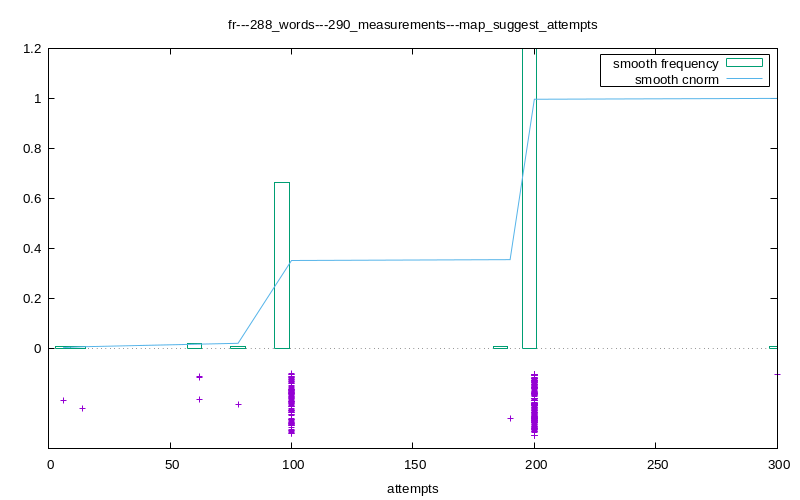 fr---288_words---290_measurements---map_suggest_attempts
1.2
smooth frequency
smooth cnorm
1
0.8
0.6
0.4
0.2
0
0 50 100 150 200 250 300
attempts